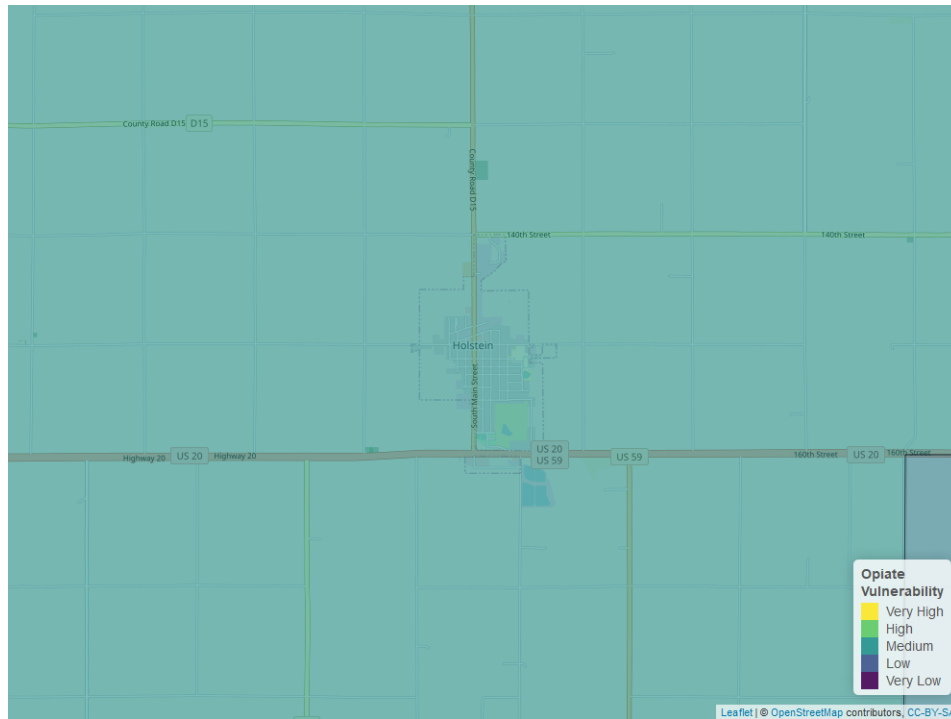 County Road D15 D15
County Road D15
140th Street
140th Street
Holstein
South Main Street
Highway 20 US 20 Highway 20
US 20
US 59
US 59
160th Street US 20 160th Street
Opiate
Vulnerability
Very High
High
Medium
Low
Very Low
Leaflet | © OpenStreetMap contributors, CC-BY-SA